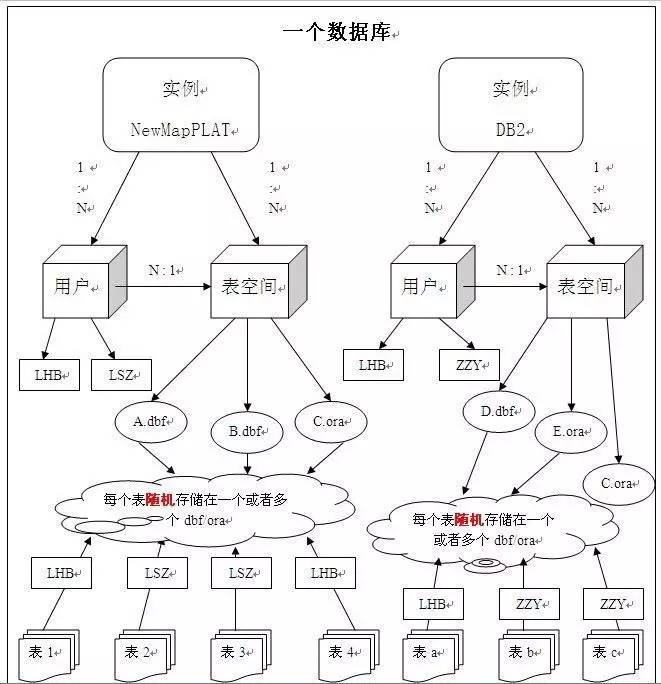 一个数据库
实例
NewMapPLAT
实例
DB2
1
:
N
1
:
N
1
:
N
1
:
N
用户
N : 1
表空间
用户
N : 1
表空间
LHB
LSZ
LHB
ZZY
A.dbf
B.dbf
C.ora
D.dbf
E.ora
C.ora
每个表随机存储在一个或者多
个 dbf/ora
每个表随机存储在一个
或者多个 dbf/ora
LHB
LSZ
LSZ
LHB
LHB
ZZY
ZZY
表 1
表 2
表 3
表 4
表 a
表 b
表 c